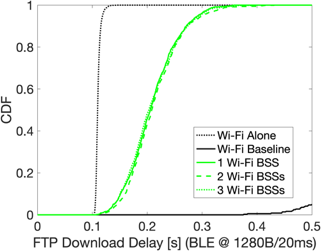 1
0.8
0.6
0.4
0.2
0
CDF
0
0.1
0.2
0.3
0.4
0.5
Wi-Fi Alone
Wi-Fi Baseline
1 Wi-Fi BSS
2 Wi-Fi BSSs
3 Wi-Fi BSSs
FTP Download Delay [s] (BLE @ 1280B/20ms)